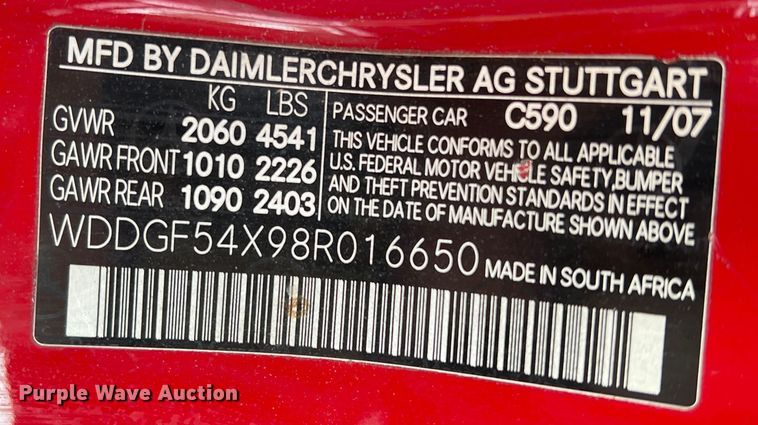 MFD BY DAIMLERCHRYSLER AG STUTTGART
KG LBS
GVWR 2060 4541
GAWR FRONT 1010 2226
GAWR REAR 1090 2403
PASSENGER CAR C590 11/07
THIS VEHICLE CONFORMS TO ALL APPLICABLE
U.S. FEDERAL MOTOR VEHICLE SAFETY,BUMPER
AND THEFT PREVENTION STANDARDS IN EFFECT
ON THE DATE OF MANUFACTURE SHOWN ABOVE
WDDGF54X98R016650 MADE IN SOUTH AFRICA
Purple Wave Auction